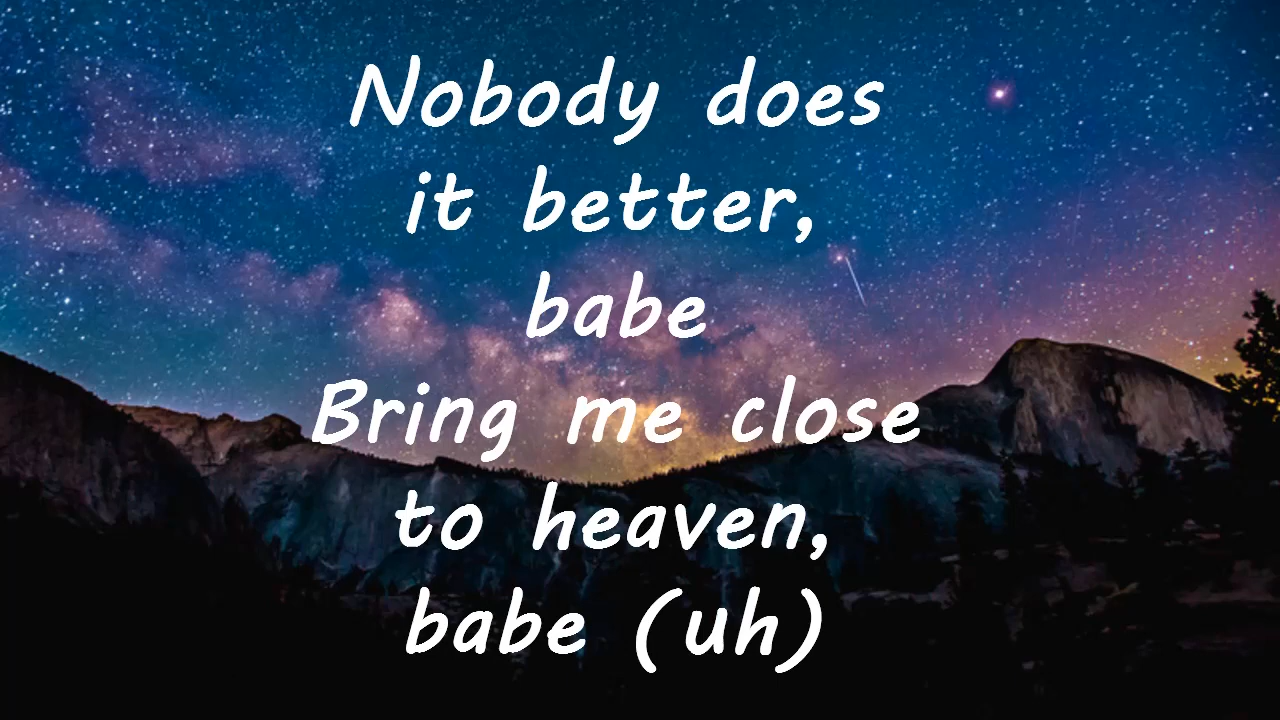 Nobody does
it better,
babe
Bring me close
to heaven,
babe (uh)